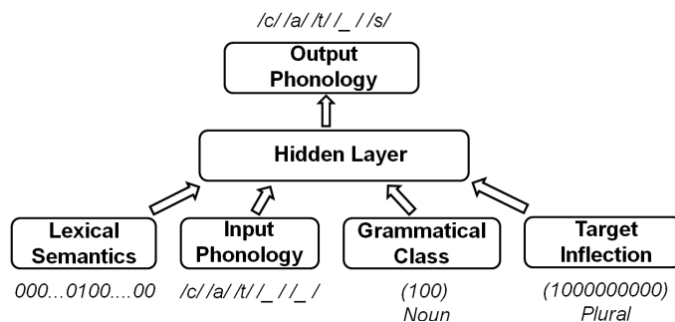 /c/ /a/ /t/ /_ / /s/
Output
Phonology
Hidden Layer
Lexical
Semantics
Input
Phonology
Grammatical
Class
Target
Inflection
000...0100....00
/c/ /a/ /t/ /_ / /_ /
(100)
Noun
(1000000000)
Plural